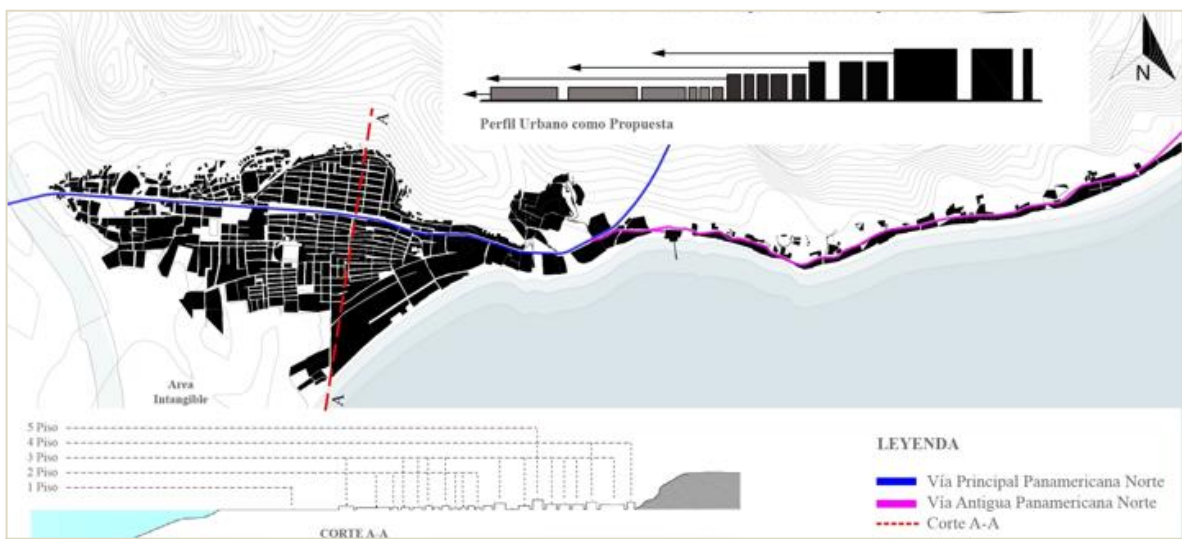 N
Perfil Urbano como Propuesta
A
A
Area
Intangible
5 Piso
4 Piso
3 Piso
2 Piso
1 Piso
CORTE A-A
LEYENDA
Vía Principal Panamericana Norte
Vía Antigua Panamericana Norte
Corte A-A